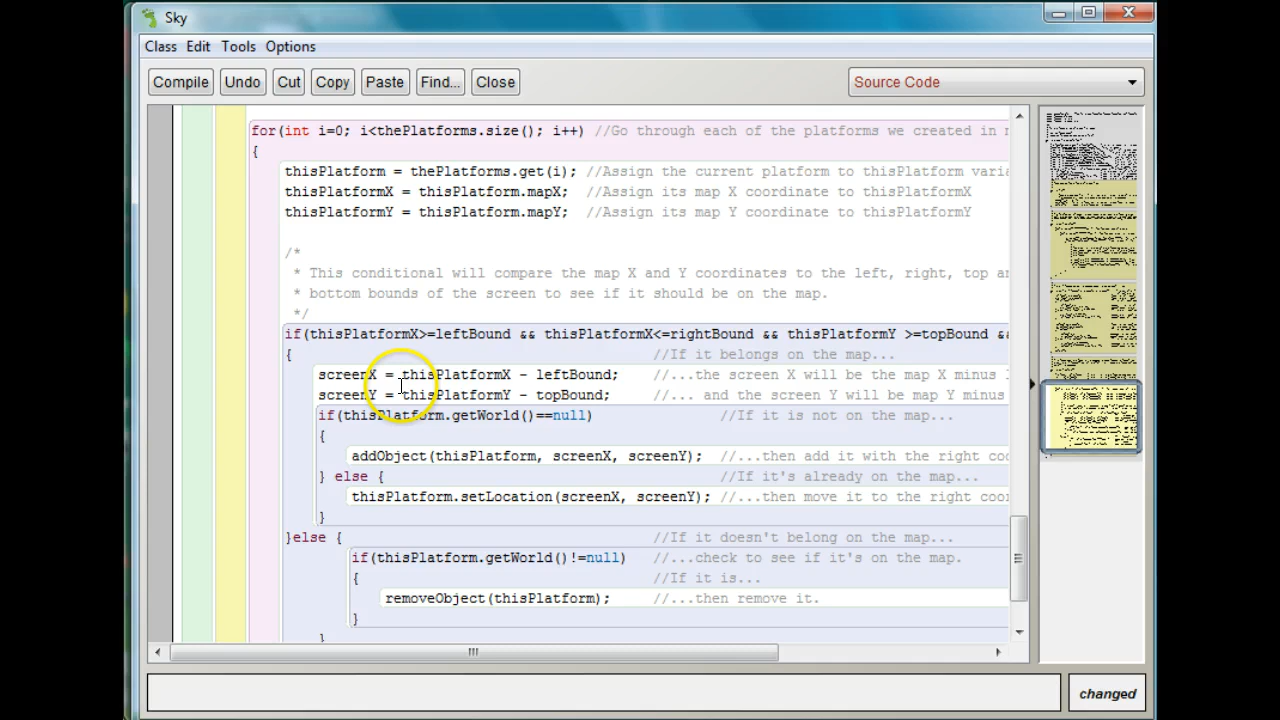 Sky
Class Edit Tools Options
Compile Undo Cut Copy Paste Find... Close Source Code
for(int i=0; i<thePlatforms.size(); i++) //Go through each of the platforms we created in
{
thisPlatform = thePlatforms.get(i); //Assign the current platform to thisPlatform
thisPlatformX = thisPlatform.mapX; //Assign its map X coordinate to thisPlatformX
thisPlatformY = thisPlatform.mapY; //Assign its map Y coordinate to thisPlatformY
/*
* This conditional will compare the map X and Y coordinates to the left, right, top
* bottom bounds of the screen to see if it should be on the map.
*/
if(thisPlatformX>=leftBound && thisPlatformX<=rightBound && thisPlatformY >=topBound
{ //If it belongs on the map...
screenX = thisPlatformX - leftBound; //...the screen X will be the map X minus
screenY = thisPlatformY - topBound; //... and the screen Y will be map Y minus
if(thisPlatform.getWorld()==null) //If it is not on the map...
{
addObject(thisPlatform, screenX, screenY); //...then add it with the right
} else { //If it's already on the map...
thisPlatform.setLocation(screenX, screenY); //...then move it to the right
}
}else { //If it doesn't belong on the map...
if(thisPlatform.getWorld()!=null) //...check to see if it's on the map.
{ //If it is...
removeObject(thisPlatform); //...then remove it.
}
}
changed